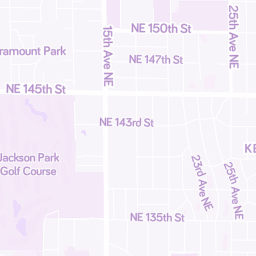 NE 150th St
15th Ave NE
25th Ave NE
ramount Park
NE 147th St
NE 145th St
NE 143rd St
KE
Jackson Park
Golf Course
23rd Ave NE
25th Ave NE
NE 135th St